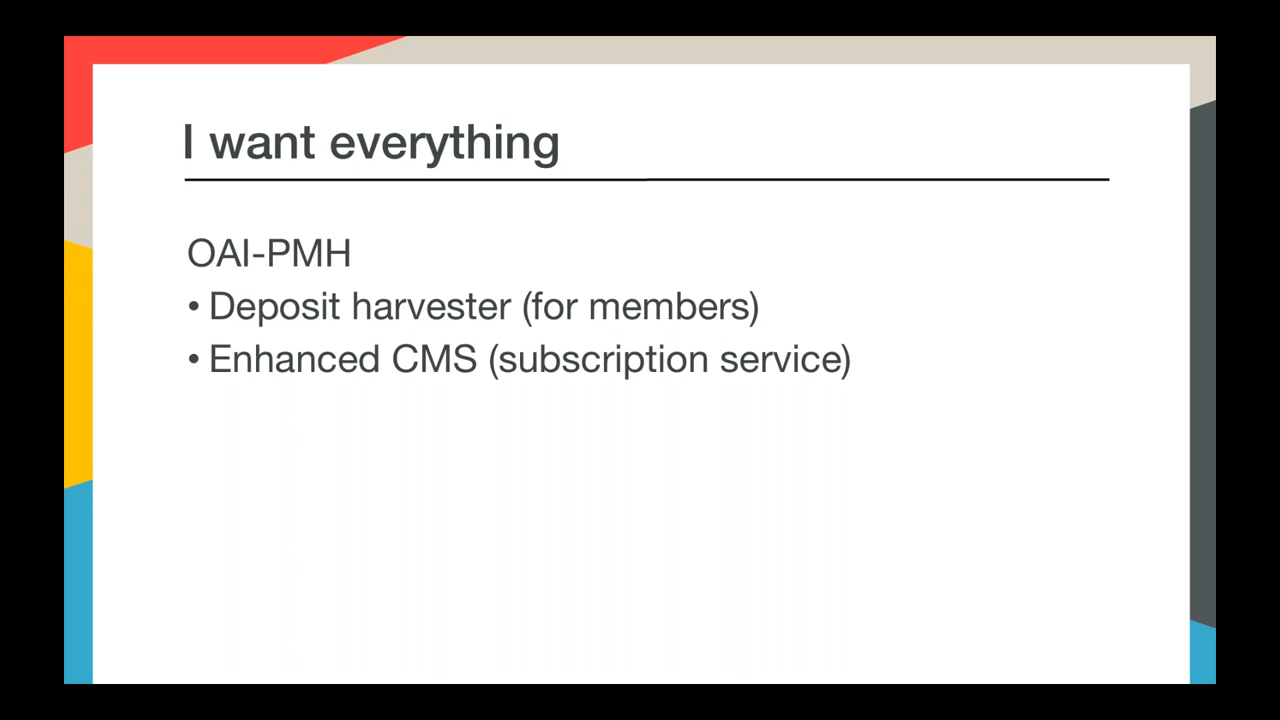 I want everything
OAI-PMH
• Deposit harvester (for members)
• Enhanced CMS (subscription service)